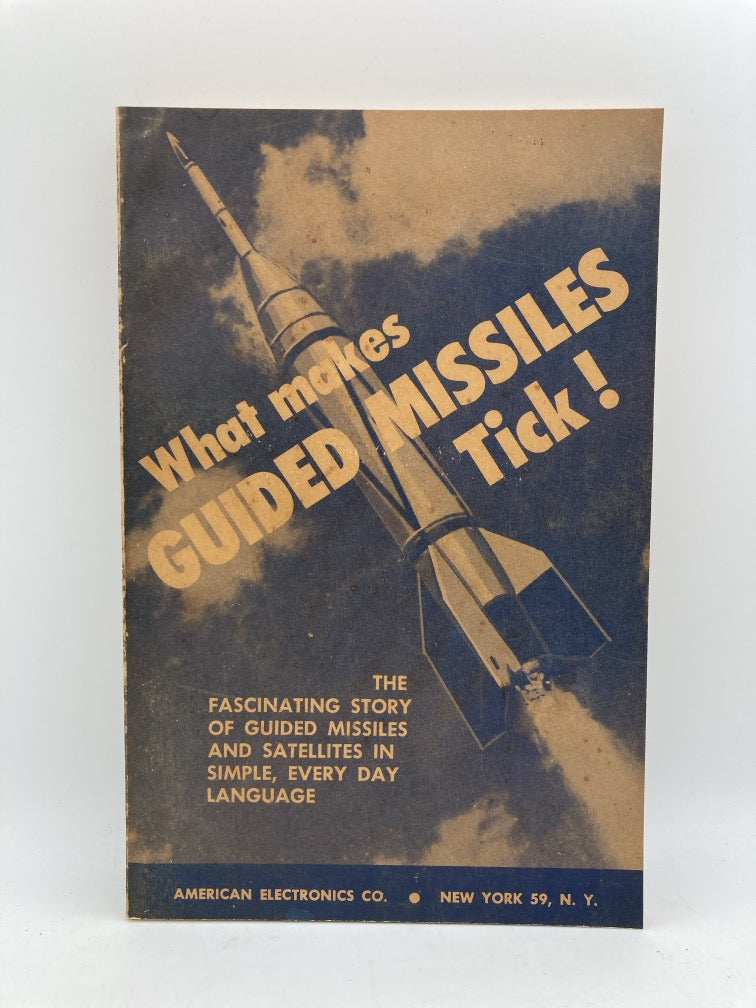 What makes
GUIDED MISSILES
Tick!
THE
FASCINATING STORY
OF GUIDED MISSILES
AND SATELLITES IN
SIMPLE, EVERY DAY
LANGUAGE
AMERICAN ELECTRONICS CO. ● NEW YORK 59, N. Y.